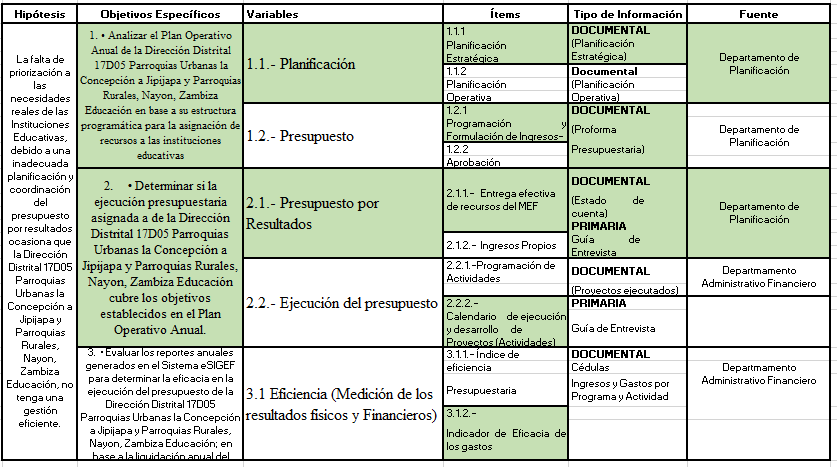 Hipótesis
Objetivos Específicos
Variables
Ítems
Tipo de Información
Fuente
La falta de
priorización a
las
necesidades
reales de las
Instituciones
Educativas,
debido a una
inadecuada
planificación y
coordinación
del
presupuesto
por resultados
ocasiona que
la Dirección
Distrital 17D05
Parroquias
Urbanas la
Concepción a
Jipijapa y
Parroquias
Rurales,
Nayon,
Zambiza
Educación, no
tenga una
gestión
eficiente.
1. • Analizar el Plan Operativo
Anual de la Dirección Distrital
17D05 Parroquias Urbanas la
Concepción a Jipijapa y Parroquias
Rurales, Nayon, Zambiza
Educación en base a su estructura
programática para la asignación de
recursos a las instituciones
educativas
1.1.- Planificación
1.1.1
Planificación
Estratégica
1.1.2
Planificación
Operativa
DOCUMENTAL
(Planificación
Estratégica)
Documental
(Planificación
Operativa)
Departamento de
Planificación
1.2.- Presupuesto
1.2.1
Programación y
Formulación de Ingresos-
1.2.2
Aprobación
DOCUMENTAL
(Proforma
Presupuestaria)
Departamento de
Planificación
2. • Determinar si la
ejecución presupuestaria
asignada a de la Dirección
Distrital 17D05 Parroquias
Urbanas la Concepción a
Jipijapa y Parroquias Rurales,
Nayon, Zambiza Educación
cubre los objetivos
establecidos en el Plan
Operativo Anual.
2.1.- Presupuesto por
Resultados
2.1.1.- Entrega efectiva
de recursos del MEF
2.1.2.- Ingresos Propios
DOCUMENTAL
(Estado de
cuenta)
PRIMARIA
Guía de
Entrevista
Departamento de
Planificación
2.2.- Ejecución del presupuesto
2.2.1.-Programación de
Actividades
2.2.2.-
Calendario de ejecución
y desarrollo de
Proyectos (Actividades)
DOCUMENTAL
(Proyectos ejecutados)
PRIMARIA
Guía de Entrevista
Departmamento
Administrativo Financiero
3. • Evaluar los reportes anuales
generados en el Sistema eSIGEF
para determinar la eficacia en la
ejecución del presupuesto de la
Dirección Distrital 17D05
Parroquias Urbanas la Concepción
a Jipijapa y Parroquias Rurales,
Nayon, Zambiza Educación; en
base a la liquidación anual del
3.1 Eficiencia (Medición de los
resultados físicos y Financieros)
3.1.1.- Índice de
eficiencia
Presupuestaria
3.1.2.-
Indicador de Eficacia de
los gastos
DOCUMENTAL
Cédulas
Ingresos y Gastos por
Programa y Actividad
Departamento
Administrativo Financiero